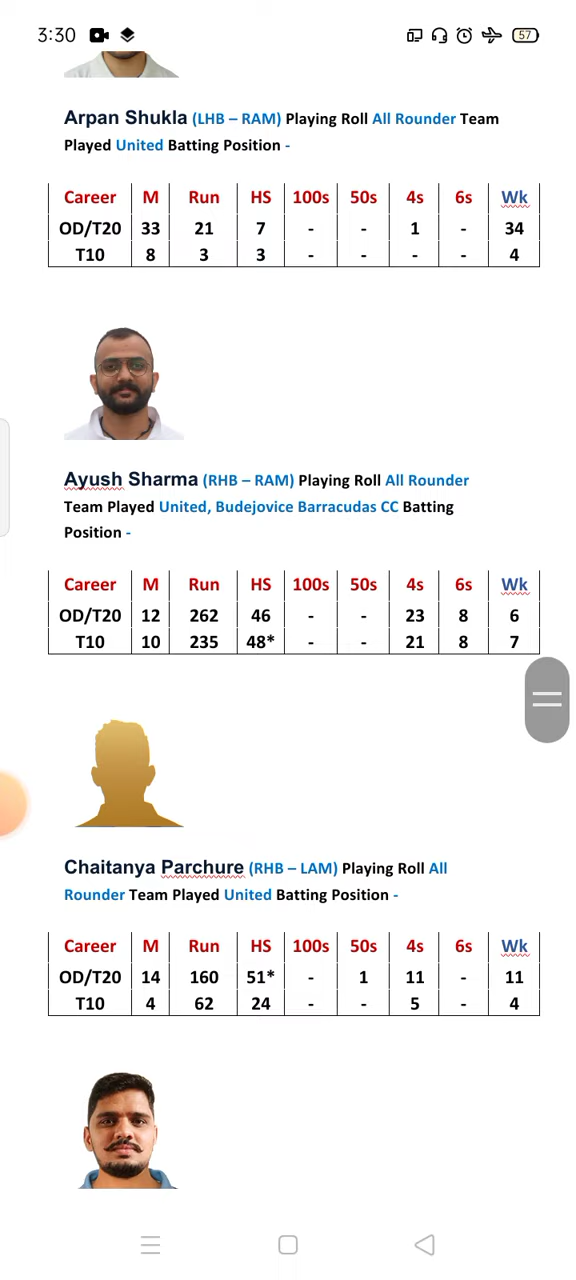 3:30 57
Arpan Shukla (LHB – RAM) Playing Roll All Rounder Team
Played United Batting Position -
Career M Run HS 100s 50s 4s 6s Wk
OD/T20 33 21 7 - - 1 - 34
T10 8 3 3 - - - - 4
Ayush Sharma (RHB – RAM) Playing Roll All Rounder
Team Played United, Budejovice Barracudas CC Batting
Position -
Career M Run HS 100s 50s 4s 6s Wk
OD/T20 12 262 46 - - 23 8 6
T10 10 235 48* - - 21 8 7
Chaitanya Parchure (RHB – LAM) Playing Roll All
Rounder Team Played United Batting Position -
Career M Run HS 100s 50s 4s 6s Wk
OD/T20 14 160 51* - 1 11 - 11
T10 4 62 24 - - 5 - 4